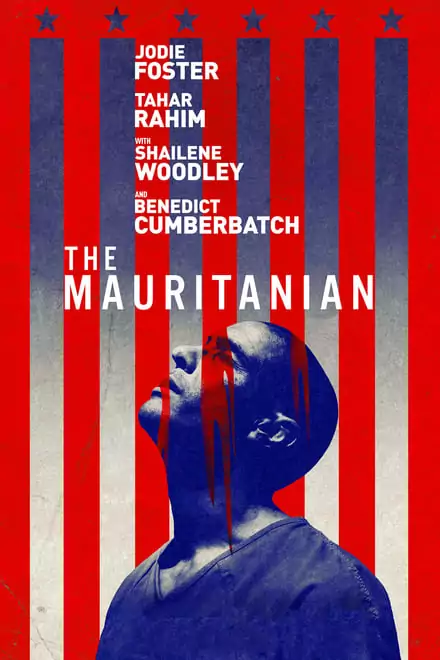 JODIE
FOSTER
TAHAR
RAHIM
WITH
SHAILENE
WOODLEY
AND
BENEDICT
CUMBERBATCH
THE
MAURITANIAN